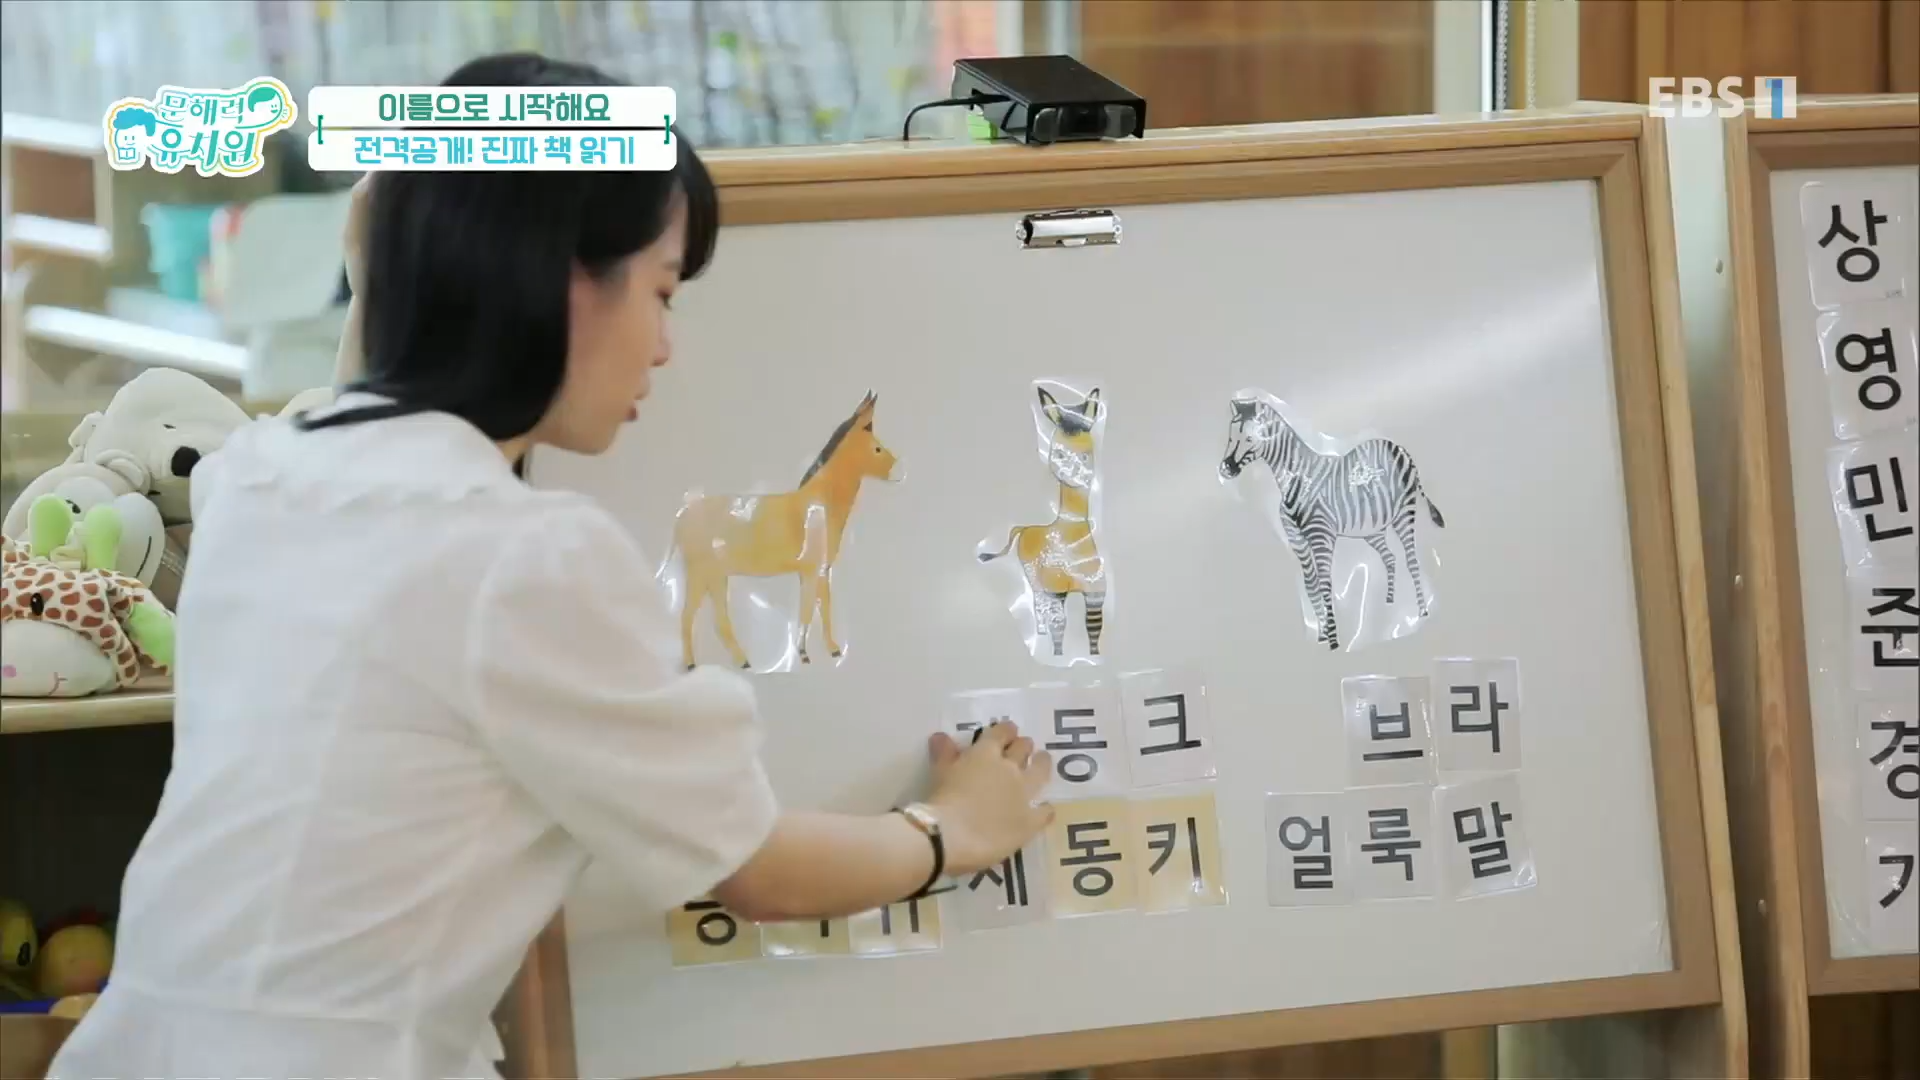 문해력
유치원
이름으로 시작해요
전격공개! 진짜 책 읽기
EBS 1
동 크
브 라
제 동 키
얼 룩 말
상
영
민
준
경